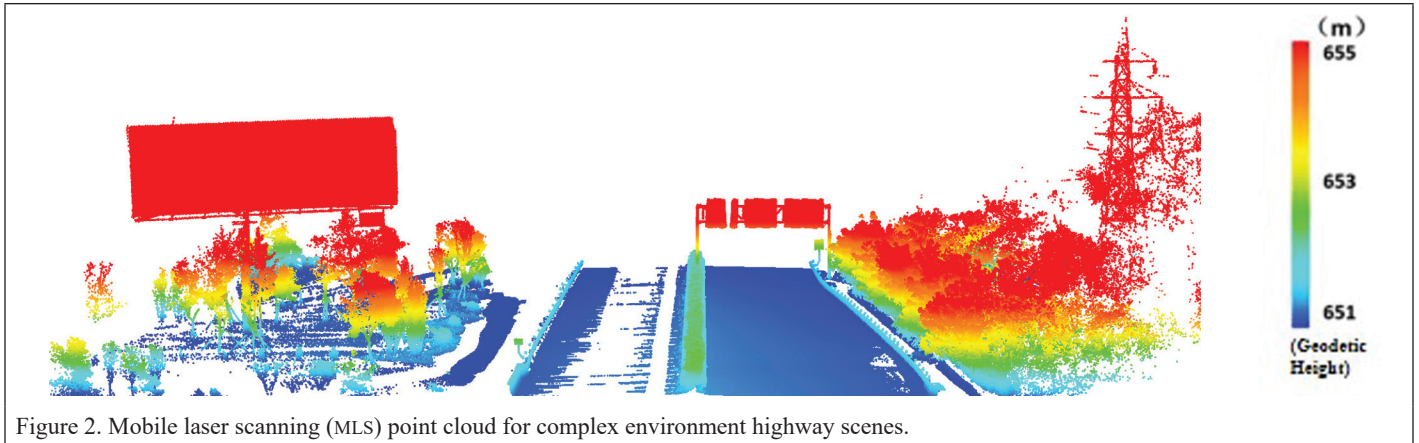 （m）
655
653
651
(Geodetic
Height)
Figure 2. Mobile laser scanning (MLS) point cloud for complex environment highway scenes.